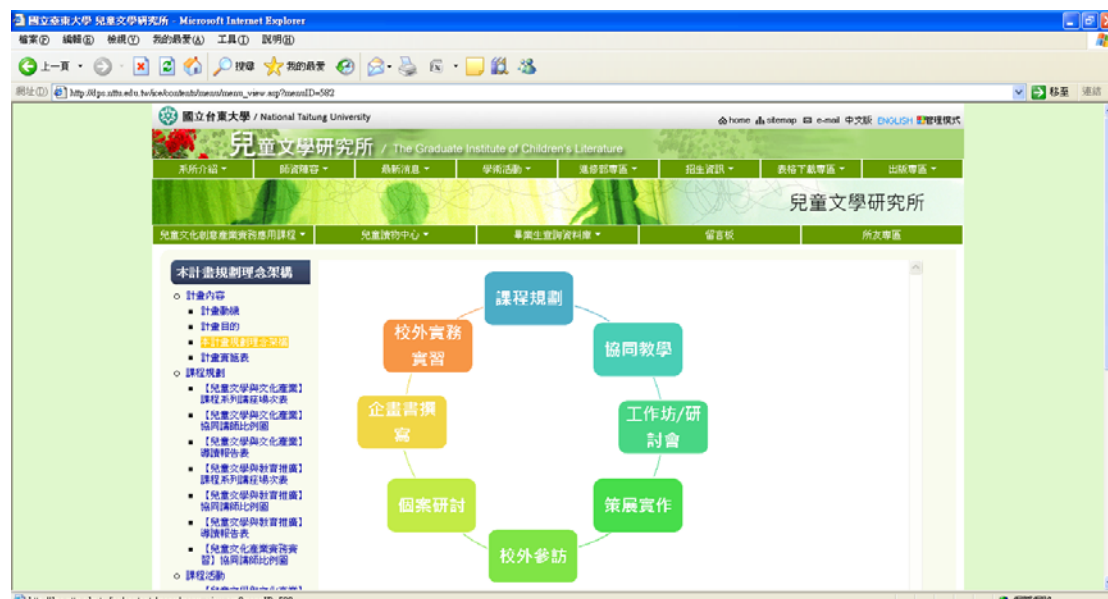 國立臺東大學 兒童文學研究所 - Microsoft Internet Explorer
檔案(F) 編輯(E) 檢視(V) 我的最愛(A) 工具(T) 說明(H)
上一頁 搜尋 我的最愛
網址(D) http://dps.nttu.edu.tw/ice/contents/menu/menu_view.asp?menuID=582 移至 連結
國立台東大學 / National Taitung University
home sitemap e-mail 中文版 ENGLISH 管理模式
兒童文學研究所 / The Graduate Institute of Children's Literature
系所介紹 師資陣容 最新消息 學術活動 進修部專區 招生資訊 表格下載專區 出版專區
兒童文學研究所
兒童文化創意產業實務應用課程 兒童讀物中心 畢業生查詢資料庫 留言板 所友專區
本計畫規劃理念架構
計畫內容
計畫動機
計畫目的
本計畫規劃理念架構
計畫實施表
課程規劃
【兒童文學與文化產業】
課程系列講座場次表
【兒童文學與文化產業】
協同講師比例圖
【兒童文學與文化產業】
導讀報告表
【兒童文學與教育推廣】
課程系列講座場次表
【兒童文學與教育推廣】
協同講師比例圖
【兒童文學與教育推廣】
導讀報告表
【兒童文化產業實務實
習】協同講師比例圖
課程活動
課程規劃
協同教學
工作坊/研
討會
策展實作
校外參訪
個案研討
企畫書撰
寫
校外實務
實習